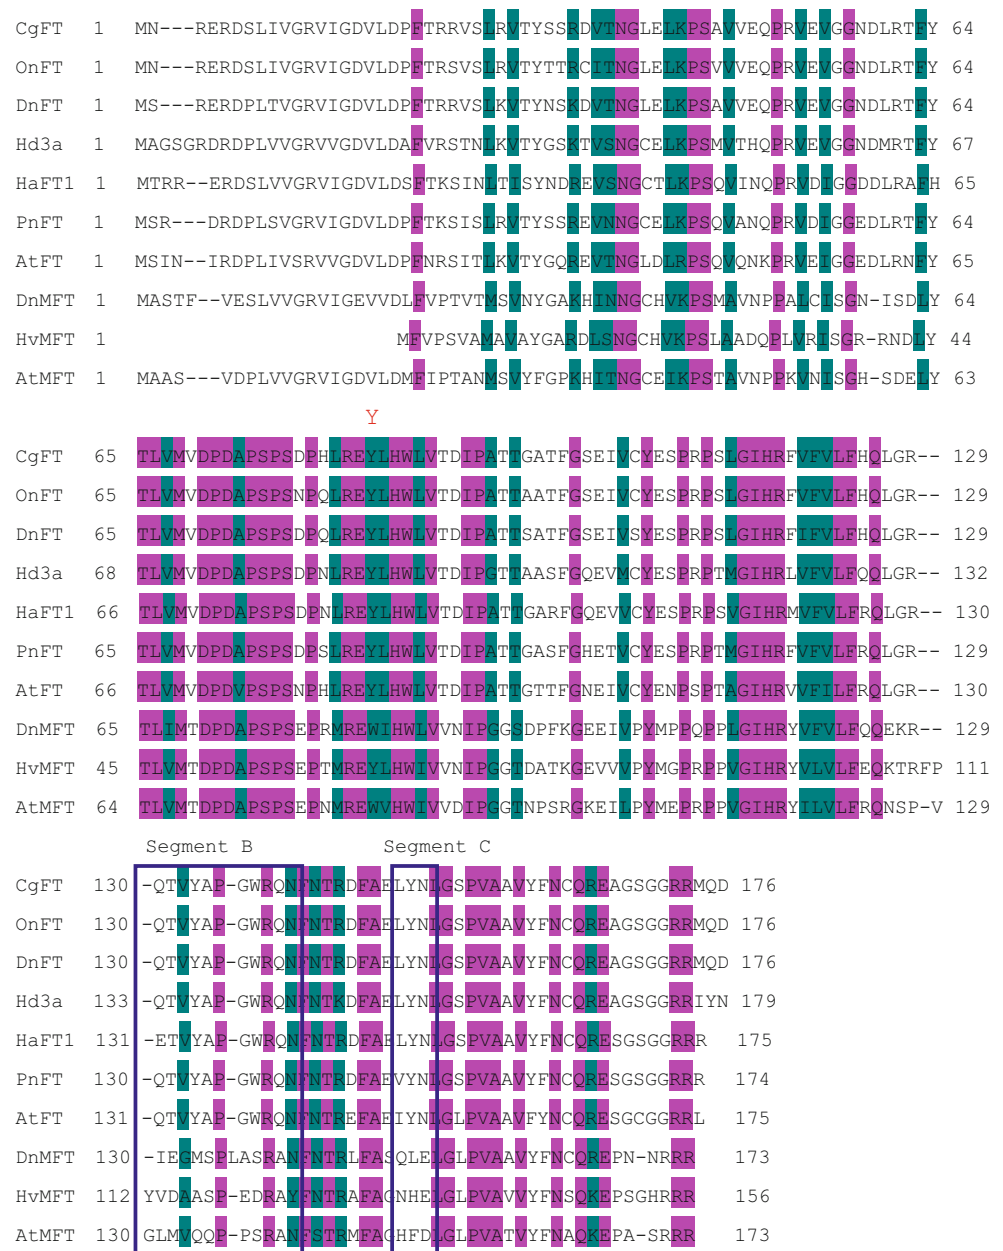 CgFT 1 MN---RERDSLIVGRVIGDVLDPFTRRVSLRVTYSSRDVTNGLELKPSAVVEQPRVEVGGNDLRTFY 64
OnFT 1 MN---RERDSLIVGRVIGDVLDPFTRSVSLRVTYTTRCITNGLELKPSVVVEQPRVEVGGNDLRTFY 64
DnFT 1 MS---RERDPLTVGRVIGDVLDPFTRRVSLKVTYNSKDVTNGLELKPSAVVEQPRVEVGGNDLRTFY 64
Hd3a 1 MAGSGRDRDPLVVGRVVGDVLDAFVRSTNLKVTYGSKTVSNGCELKPSMVTHQPRVEVGGNDMRTFY 67
HaFT1 1 MTRR--ERDSLVVGRVIGDVLDSFTKSINLTISYNDREVSNGCTLKPSQVINQPRVDIGGDDLRAFH 65
PnFT 1 MSR---DRDPLSVGRVIGDVLDPFTKSISLRVTYSSREVNNGCELKPSQVANQPRVDIGGEDLRTFY 64
AtFT 1 MSIN--IRDPLIVSRVVGDVLDPFNRSITLKVTYGQREVTNGLDLRPSQVQNKPRVEIGGEDLRNFY 65
DnMFT 1 MASTF--VESLVVGRVIGEVVDLFVPTVTMSVNYGAKHINNGCHVKPSMAVNPPALCISGN-ISDLY 64
HvMFT 1 MFVPSVAMAVAYGARDLSNGCHVKPSLAADQPLVRISGR-RNDLY 44
AtMFT 1 MAAS---VDPLVVGRVIGDVLDMFIPTANMSVYFGPKHITNGCEIKPSTAVNPPKVNISGH-SDELY 63
Y
CgFT 65 TLVMVDPDAPSPSDPHLREYLHWLVTDIPATTGATFGSEIVCYESPRPSLGIHRFVFVLFHQLGR-- 129
OnFT 65 TLVMVDPDAPSPSNPQLREYLHWLVTDIPATTAATFGSEIVCYESPRPSLGIHRFVFVLFHQLGR-- 129
DnFT 65 TLVMVDPDAPSPSDPQLREYLHWLVTDIPATTSATFGSEIVSYESPRPSLGIHRFIFVLFHQLGR-- 129
Hd3a 68 TLVMVDPDAPSPSDPNLREYLHWLVTDIPGTTAASFGQEVMCYESPRPTMGIHRLVFVLFQQLGR-- 132
HaFT1 66 TLVMVDPDAPSPSDPNLREYLHWLVTDIPATTGARFGQEVVCYESPRPSVGIHRMVFVLFRQLGR-- 130
PnFT 65 TLVMVDPDAPSPSDPSLREYLHWLVTDIPATTGASFGHETVCYESPRPTMGIHRFVFVLFRQLGR-- 129
AtFT 66 TLVMVDPDVPSPSNPHLREYLHWLVTDIPATTGTTFGNEIVCYENPSPTAGIHRVVFILFRQLGR-- 130
DnMFT 65 TLIMTDPDAPSPSEPRMREWIHWLVVNIPGGSDPFKGEEIVPYMPPQPPLGIHRYVFVLFQQEKR-- 129
HvMFT 45 TLVMTDPDAPSPSEPTMREYLHWIVVNIPGGTDATKGEVVVPYMGPRPPVGIHRYVLVLFEQKTRFP 111
AtMFT 64 TLVMTDPDAPSPSEPNMREWVHWIVVDIPGGTNPSRGKEILPYMEPRPPVGIHRYILVLFRQNSP-V 129
Segment B Segment C
CgFT 130 -QTVYAP-GWRQNFNTRDFAELYNLGSPVAAVYFNCQREAGSGGRRMQD 176
OnFT 130 -QTVYAP-GWRQNFNTRDFAELYNLGSPVAAVYFNCQREAGSGGRRMQD 176
DnFT 130 -QTVYAP-GWRQNFNTRDFAELYNLGSPVAAVYFNCQREAGSGGRRMQD 176
Hd3a 133 -QTVYAP-GWRQNFNTKDFAELYNLGSPVAAVYFNCQREAGSGGRRIYN 179
HaFT1 131 -ETVYAP-GWRQNFNTRDFAELYNLGSPVAAVYFNCQRESGSGGRRR 175
PnFT 130 -QTVYAP-GWRQNFNTRDFAEVYNLGSPVAAVYFNCQRESGSGGRRR 174
AtFT 131 -QTVYAP-GWRQNFNTREFAEIYNLGLPVAAVFYNCQRESGCGGRRL 175
DnMFT 130 -IEGMSPLASRANFNTRLFASQLELGLPVAAVYFNCQREPN-NRRR 173
HvMFT 112 YVDAASP-EDRAYFNTRAFAGNHELGLPVAVVYFNSQKEPSGHRRR 156
AtMFT 130 GLMVQQP-PSRANFSTRMFAGHFDLGLPVATVYFNAQKEPA-SRRR 173